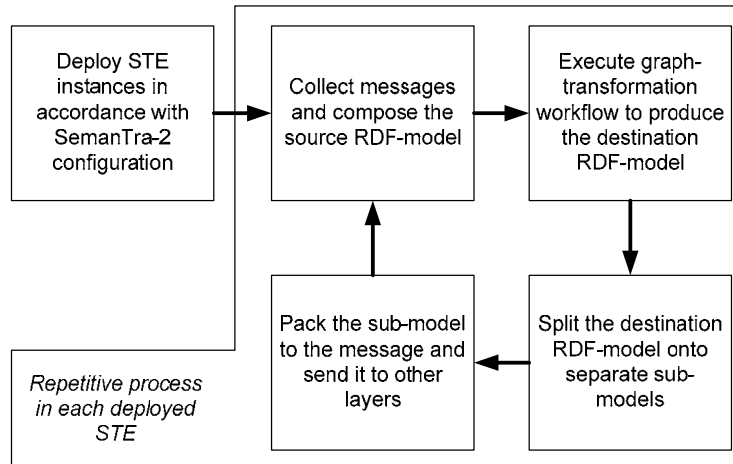 Deploy STE
instances in
accordance with
SemanTra-2
configuration
Collect messages
and compose the
source RDF-model
Execute graph-
transformation
workflow to produce
the destination
RDF-model
Split the destination
RDF-model onto
separate sub-
models
Pack the sub-model
to the message and
send it to other
layers
Repetitive process
in each deployed
STE